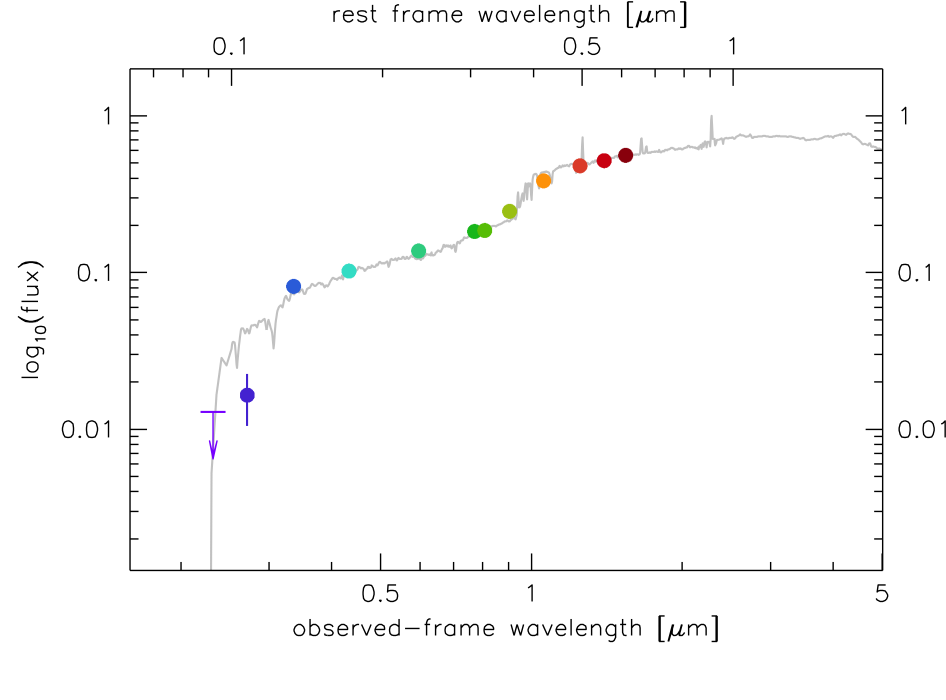 rest frame wavelength [μm]
0.1 0.5 1
1 1
0.1 0.1
log10(flux)
0.01 0.01
0.5 1 5
observed-frame wavelength [μm]